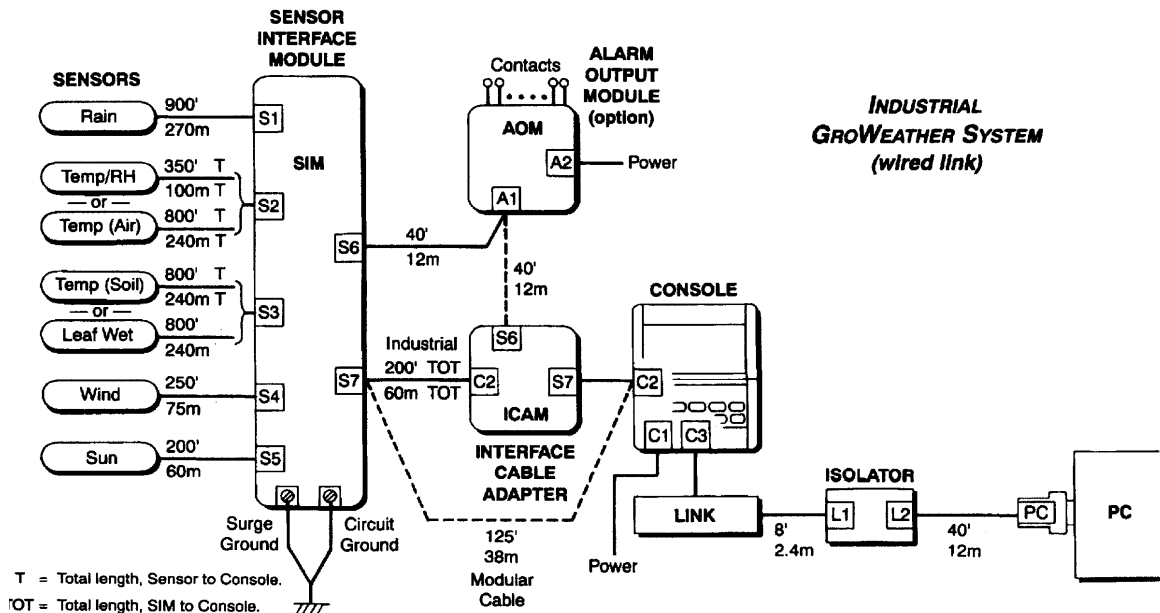 SENSOR
INTERFACE
MODULE
SENSORS
Rain
900'
270m
S1
SIM
Temp/RH
350' T
100m T
or
Temp (Air)
800' T
240m T
S2
Temp (Soil)
800' T
240m T
or
Leaf Wet
800'
240m
S3
Wind
250'
75m
S4
Sun
200'
60m
S5
S6
S7
Surge
Ground
Circuit
Ground
Contacts
ALARM
OUTPUT
MODULE
(option)
AOM
A2
Power
A1
40'
12m
40'
12m
INDUSTRIAL
GROWEATHER SYSTEM
(wired link)
Industrial
200' TOT
60m TOT
S6
C2
S7
ICAM
INTERFACE
CABLE
ADAPTER
125'
38m
Modular
Cable
CONSOLE
C2
C1
C3
Power
LINK
8'
2.4m
ISOLATOR
L1
L2
40'
12m
PC
PC
T = Total length, Sensor to Console.
TOT = Total length, SIM to Console.